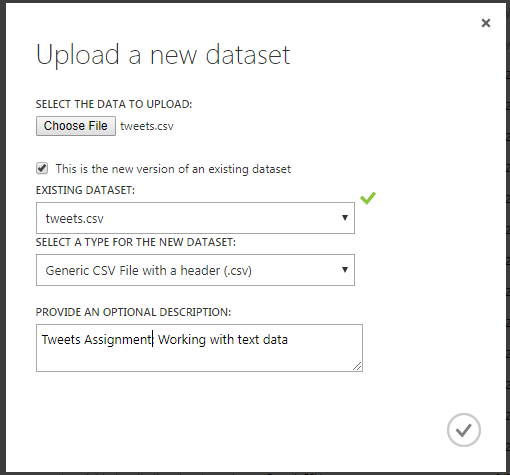 Upload a new dataset
SELECT THE DATA TO UPLOAD:
Choose File tweets.csv
This is the new version of an existing dataset
EXISTING DATASET:
tweets.csv
SELECT A TYPE FOR THE NEW DATASET:
Generic CSV File with a header (.csv)
PROVIDE AN OPTIONAL DESCRIPTION:
Tweets Assignment Working with text data